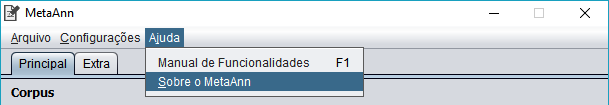 MetaAnn
Arquivo Configurações Ajuda
Manual de Funcionalidades F1
Principal Extra
Sobre o MetaAnn
Corpus